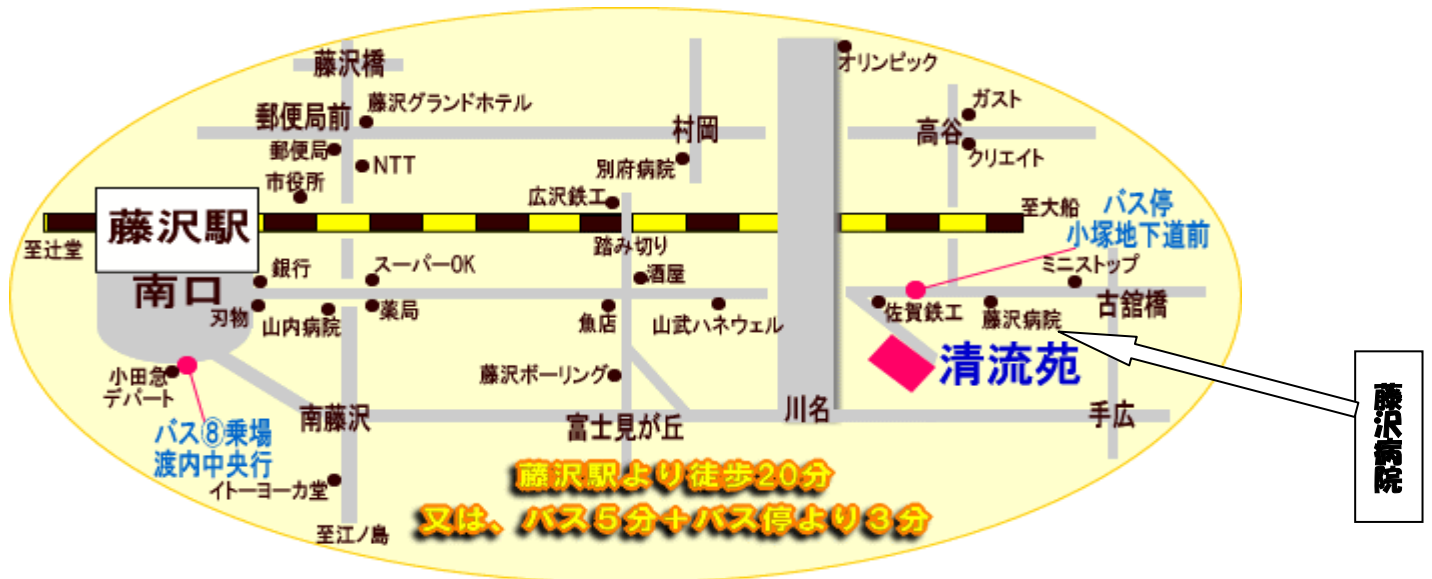 藤沢橋
オリンピック
藤沢グランドホテル
ガスト
郵便局前
村岡
高谷
郵便局
NTT
別府病院
クリエイト
市役所
広沢鉄工
バス停
小塚地下道前
至大船
藤沢駅
至辻堂
踏み切り
ミニストップ
南口
銀行
スーパーOK
酒屋
刃物
山内病院
薬局
魚店
山武ハネウェル
佐賀鉄工
藤沢病院
古舘橋
清流苑
小田急
デパート
藤沢ボーリング
藤沢病院
南藤沢
富士見が丘
川名
手広
バス⑧乗場
渡内中央行
イトーヨーカ堂
藤沢駅より徒歩20分
又は、バス5分＋バス停より3分
至江ノ島